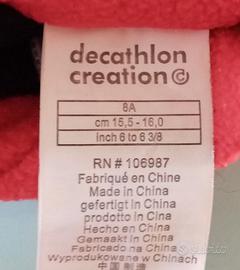 decathlon
creation ©
8A
cm 15,5 - 16,0
inch 6 to 6 3/8
RN # 106987
Fabriqué en Chine
Made in China
gefertigt in China
prodotto in Cina
Hecho en China
Gemaakt in China
Fabricado na China
Wyprodukowane w Chinach
中国制造